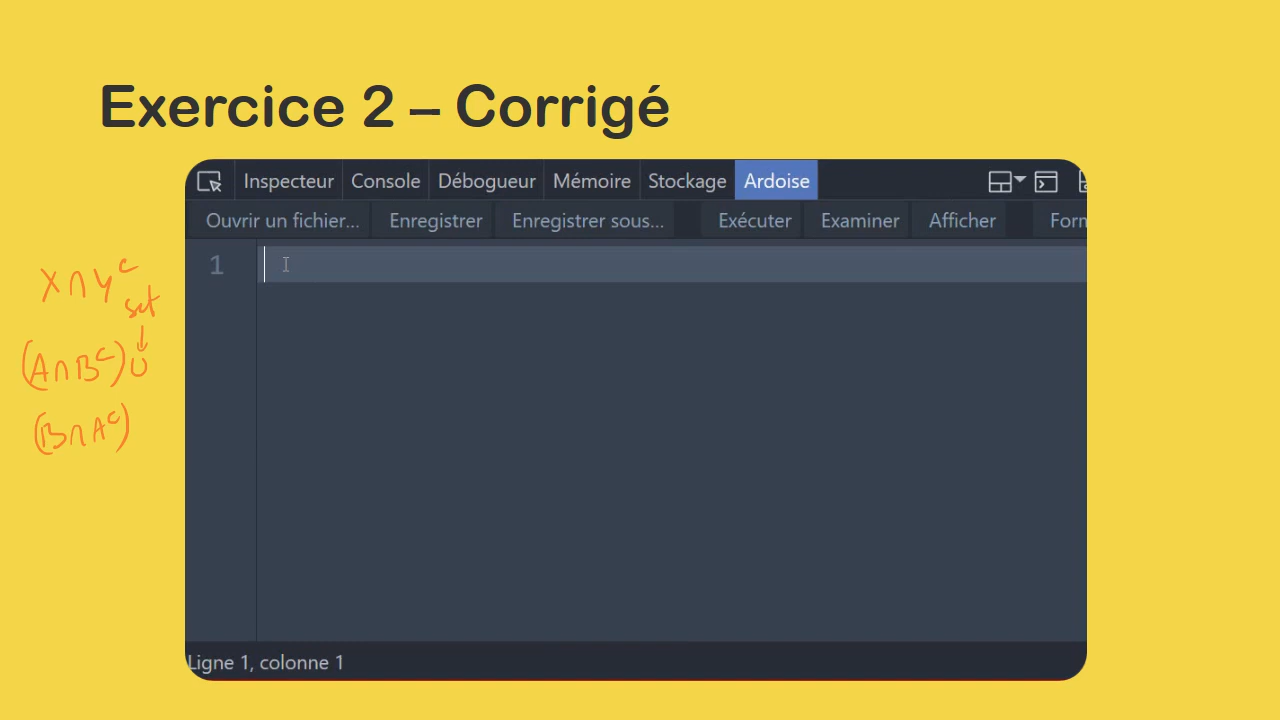 Exercice 2 – Corrigé
Inspecteur Console Débogueur Mémoire Stockage Ardoise
Ouvrir un fichier... Enregistrer Enregistrer sous... Exécuter Examiner Afficher Form
1
X∩Y^C
set
↓
(A∩B^C)∪
(B∩A^C)
Ligne 1, colonne 1